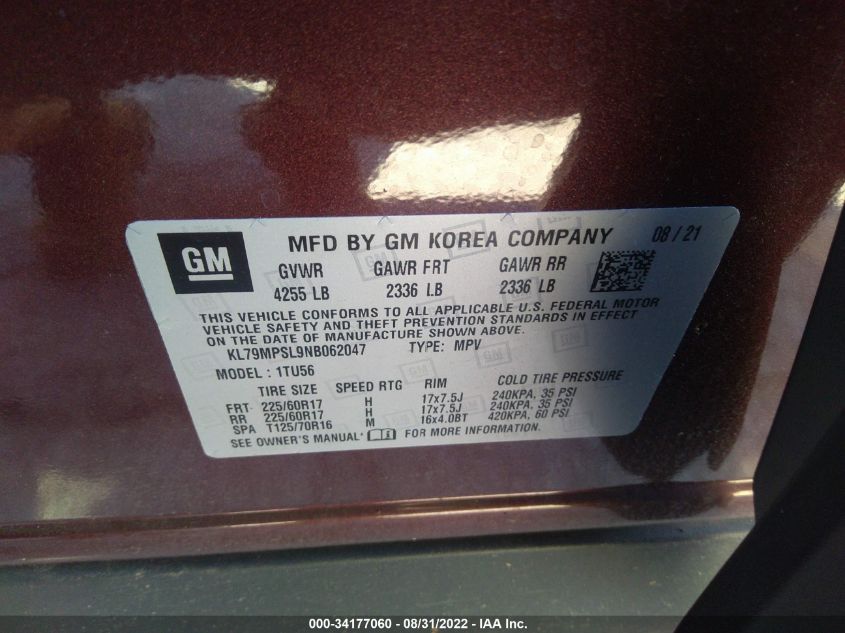 GM
MFD BY GM KOREA COMPANY 08 / 21
GVWR GAWR FRT GAWR RR
4255 LB 2336 LB 2336 LB
THIS VEHICLE CONFORMS TO ALL APPLICABLE U.S. FEDERAL MOTOR
VEHICLE SAFETY AND THEFT PREVENTION STANDARDS IN EFFECT
ON THE DATE OF MANUFACTURE SHOWN ABOVE.
KL79MPSL9NB062047 TYPE: MPV
MODEL : 1TU56
TIRE SIZE SPEED RTG RIM COLD TIRE PRESSURE
FRT 225/60R17 H 17x7.5J 240KPA, 35 PSI
RR 225/60R17 H 17x7.5J 240KPA, 35 PSI
SPA T125/70R16 M 16x4.0BT 420KPA, 60 PSI
SEE OWNER'S MANUAL FOR MORE INFORMATION.
000-34177060 - 08/31/2022 - © IAA Inc.